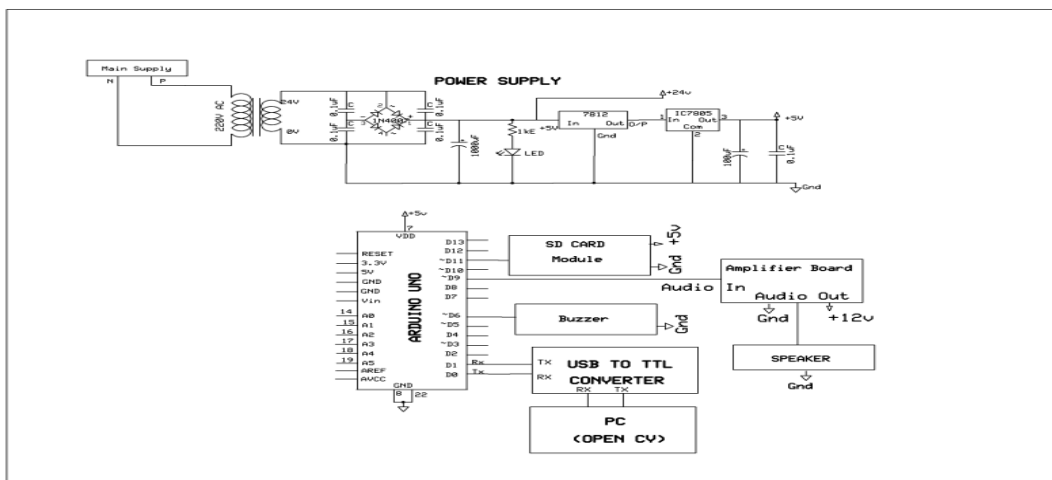 Main Supply
N P
POWER SUPPLY
220V AC
24V
0V
0.1uF C
0.1uF C
1N4007
C 0.1uF
C 0.1uF
1000uF
1kE
+5V
LED
+24v
7812
In Out
Gnd
O/P
IC7805
1 In Out 3
Com
2
+5V
100uF
C
0.1uF
Gnd
+5v
7
VDD
ARDUINO UNO
RESET
3.3V
5V
GND
GND
Vin
14 A0
15 A1
16 A2
17 A3
18 A4
19 A5
AREF
AVCC
GND
8 22
D13
D12
~D11
~D10
~D9
D8
D7
~D6
~D5
D4
~D3
D2
D1 Rx
D0 Tx
SD CARD
Module
+5v
Gnd
Buzzer
Gnd
Audio In
Amplifier Board
Audio Out
Gnd
+12v
SPEAKER
Gnd
TX USB TO TTL
RX CONVERTER
RX TX
PC
(OPEN CV)